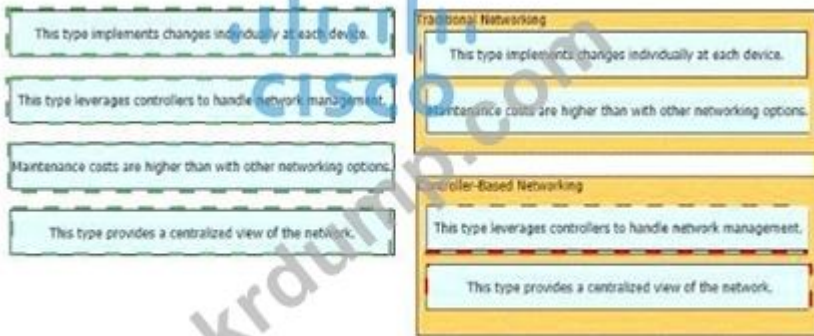 This type implements changes individually at each device.
This type leverages controllers to handle network management.
Maintenance costs are higher than with other networking options.
This type provides a centralized view of the network.
Traditional Networking
This type implements changes individually at each device.
Maintenance costs are higher than with other networking options.
Controller-Based Networking
This type leverages controllers to handle network management.
This type provides a centralized view of the network.
CISCO
krdump.com